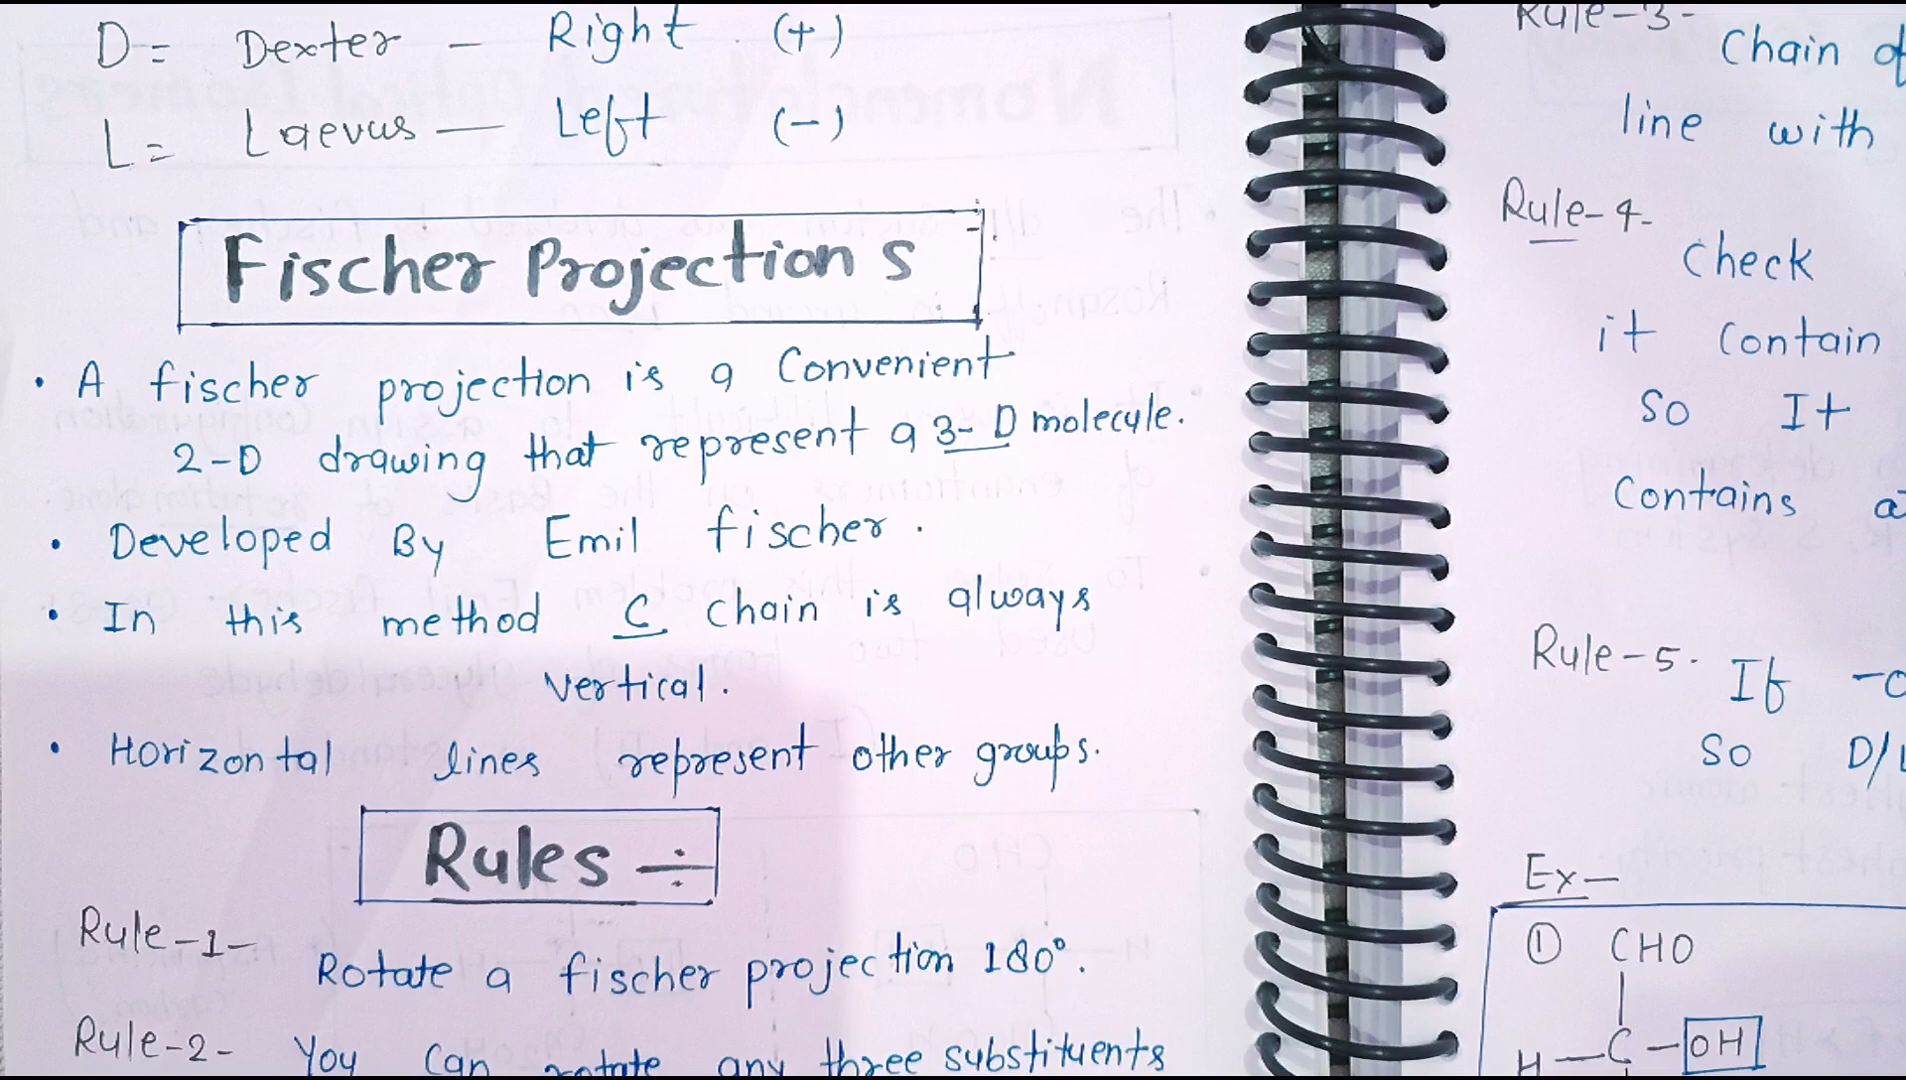 D= Dexter — Right (+)
L= Laevus — Left (-)
Fischer Projections
• A fischer projection is a Convenient
2-D drawing that represent a 3-D molecule.
• Developed By Emil fischer.
• In this method C chain is always
vertical.
• Horizontal lines represent other groups.
Rules ÷
Rule-1- Rotate a fischer projection 180°.
Rule-2- You can rotate any three substituents
Rule-3- Chain of
line with
Rule-4- Check
it contain
so It
contains
Rule-5. If
so D/L
Ex—
① CHO
H—C—OH